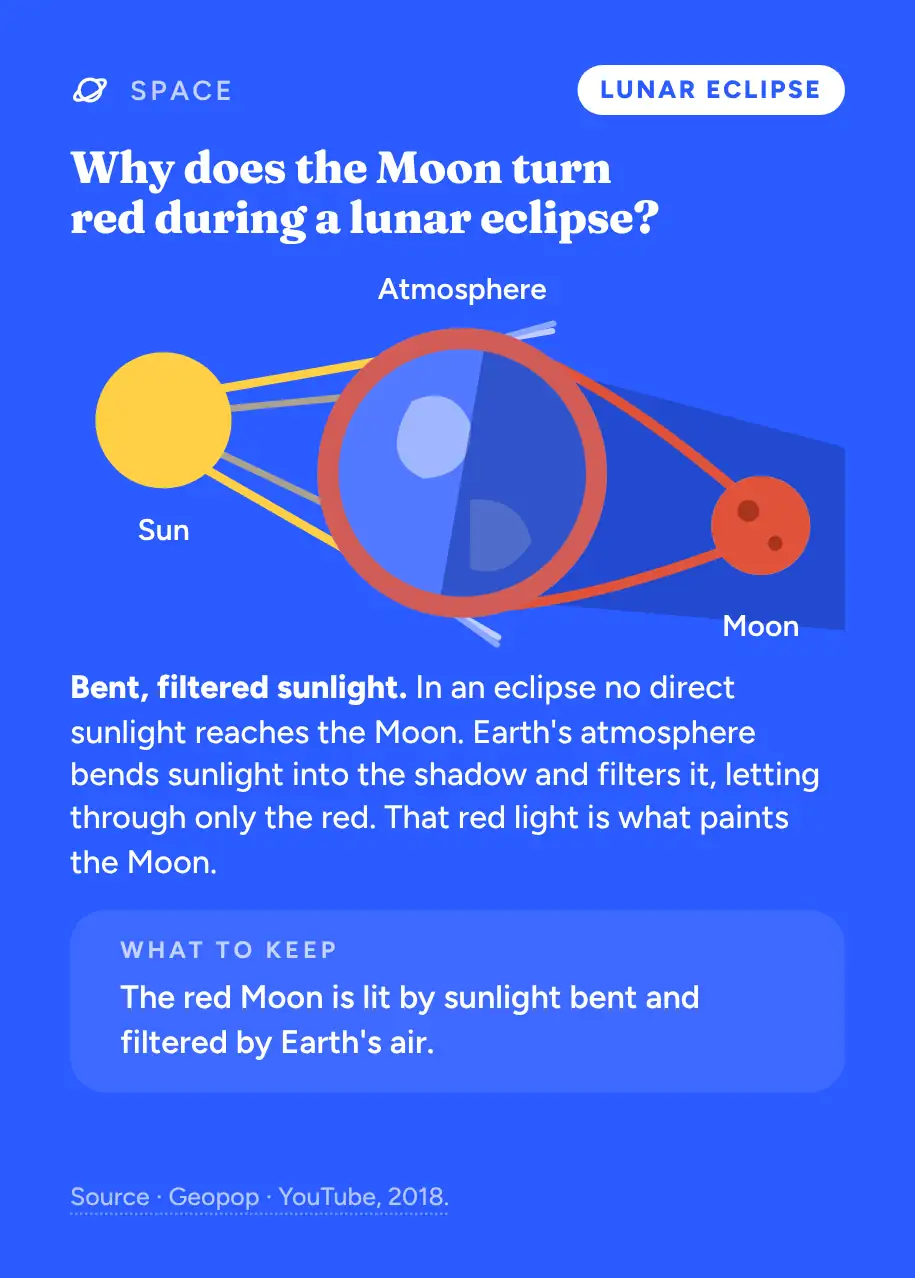 SPACE
LUNAR ECLIPSE
Why does the Moon turn
red during a lunar eclipse?
Atmosphere
Sun
Moon
Bent, filtered sunlight. In an eclipse no direct
sunlight reaches the Moon. Earth's atmosphere
bends sunlight into the shadow and filters it, letting
through only the red. That red light is what paints
the Moon.
WHAT TO KEEP
The red Moon is lit by sunlight bent and
filtered by Earth's air.
Source · Geopop · YouTube, 2018.